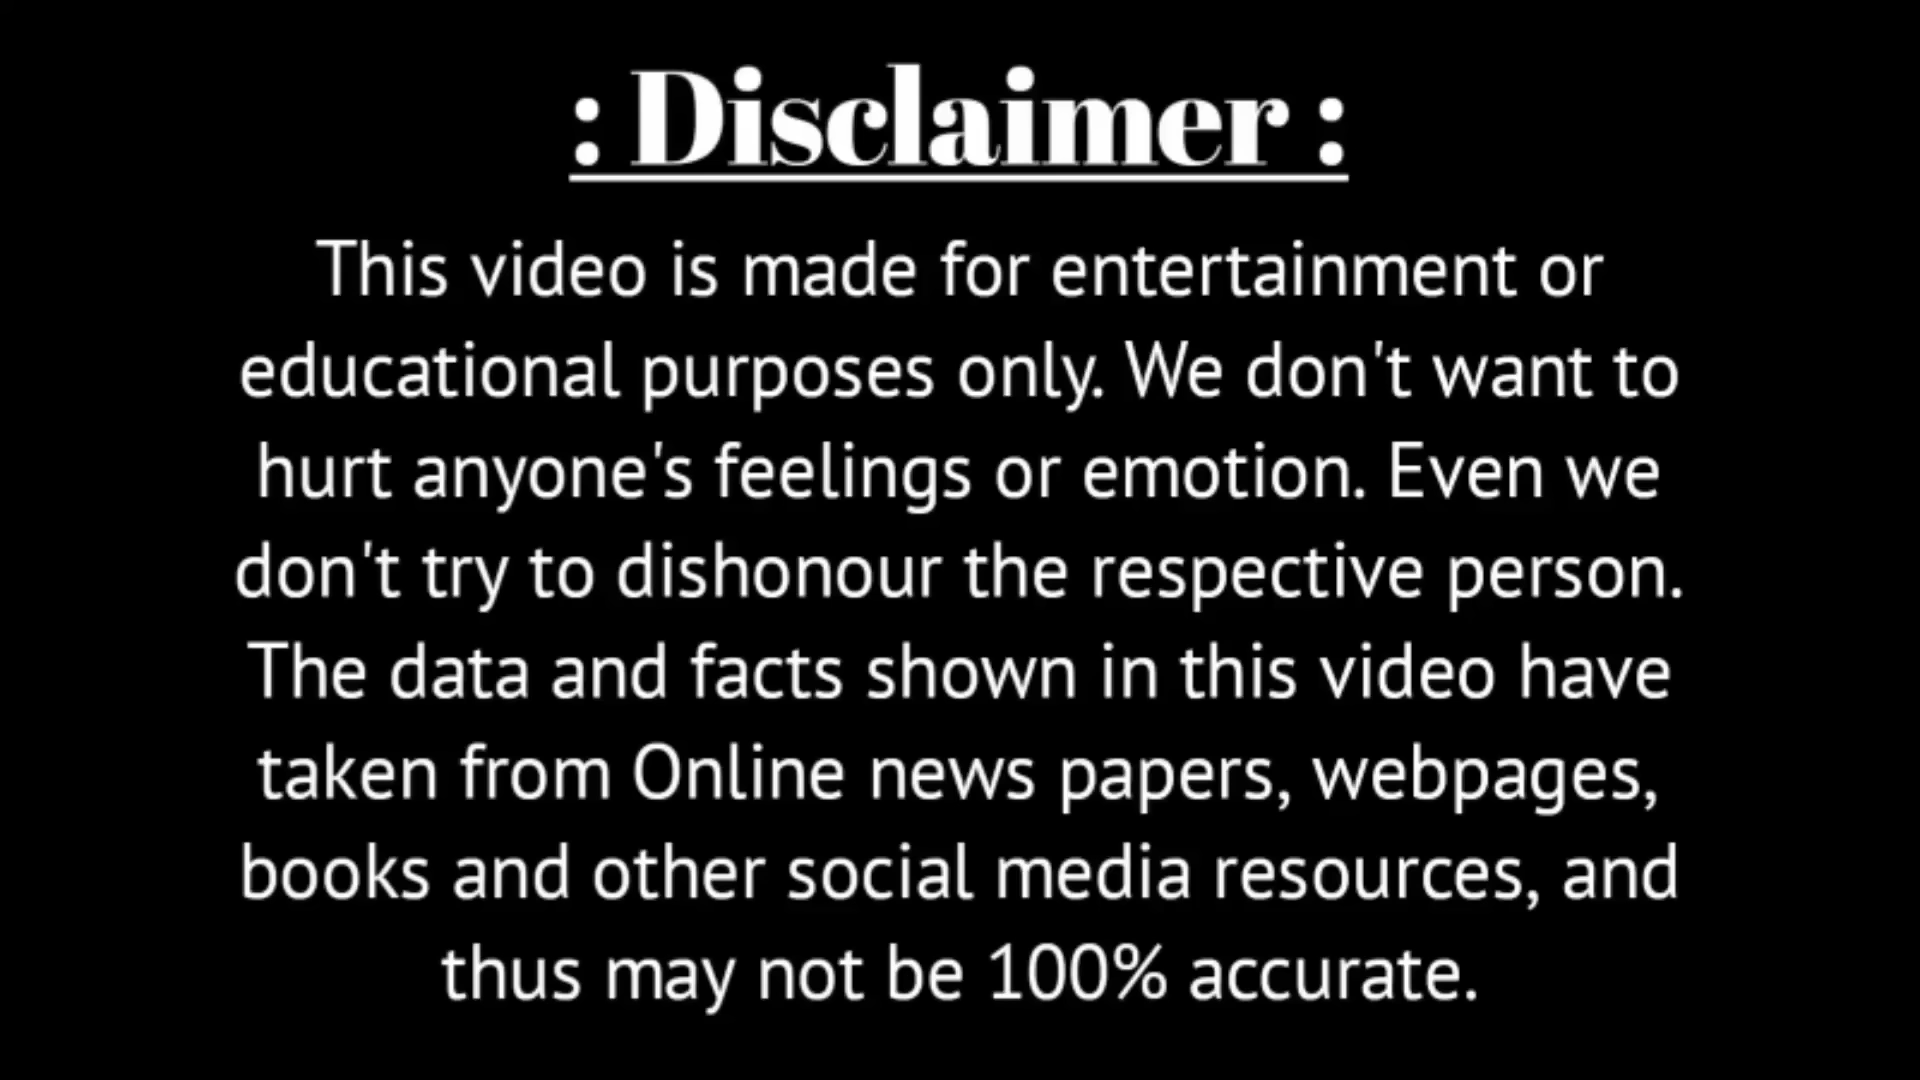 : Disclaimer :
This video is made for entertainment or
educational purposes only. We don't want to
hurt anyone's feelings or emotion. Even we
don't try to dishonour the respective person.
The data and facts shown in this video have
taken from Online news papers, webpages,
books and other social media resources, and
thus may not be 100% accurate.